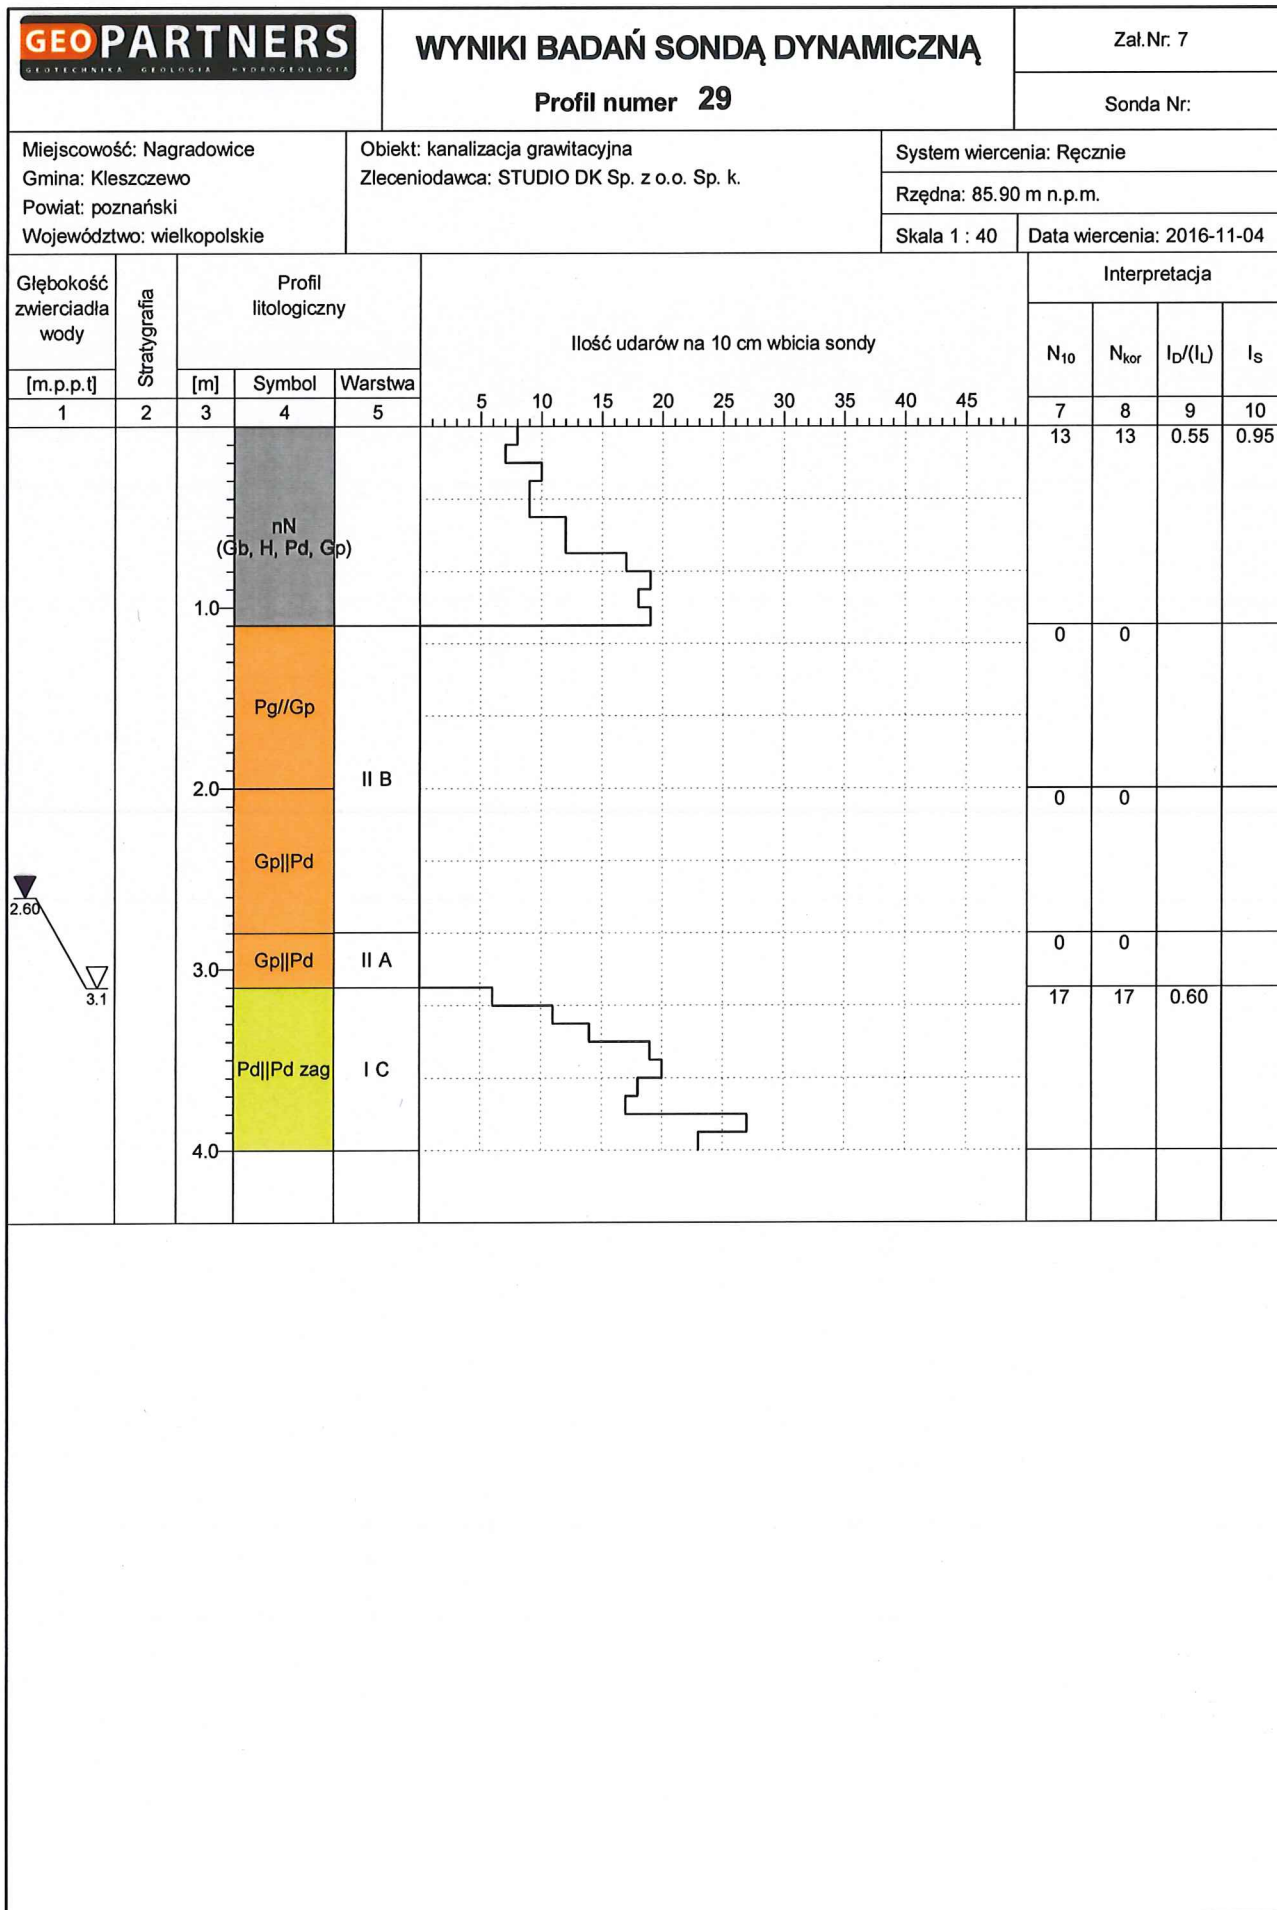 GEOPARTNERS
GEOTECHNIKA GEOLOGIA HYDROGEOLOGIA
WYNIKI BADAŃ SONDĄ DYNAMICZNĄ
Profil numer 29
Zał.Nr: 7
Sonda Nr:
Miejscowość: Nagradowice
Gmina: Kleszczewo
Powiat: poznański
Województwo: wielkopolskie
Obiekt: kanalizacja grawitacyjna
Zleceniodawca: STUDIO DK Sp. z o.o. Sp. k.
System wiercenia: Ręcznie
Rzędna: 85.90 m n.p.m.
Skala 1 : 40
Data wiercenia: 2016-11-04
Głębokość
zwierciadła
wody
[m.p.p.t]
Stratygrafia
Profil
litologiczny
[m] Symbol Warstwa
Ilość udarów na 10 cm wbicia sondy
5 10 15 20 25 30 35 40 45
Interpretacja
N10 Nkor ID/(IL) IS
1 2 3 4 5 7 8 9 10
13 13 0.55 0.95
nN
(Gb, H, Pd, Gp)
1.0
0 0
Pg//Gp
II B
2.0
0 0
Gp||Pd
2.60
0 0
Gp||Pd II A
3.0
3.1
17 17 0.60
Pd||Pd zag I C
4.0